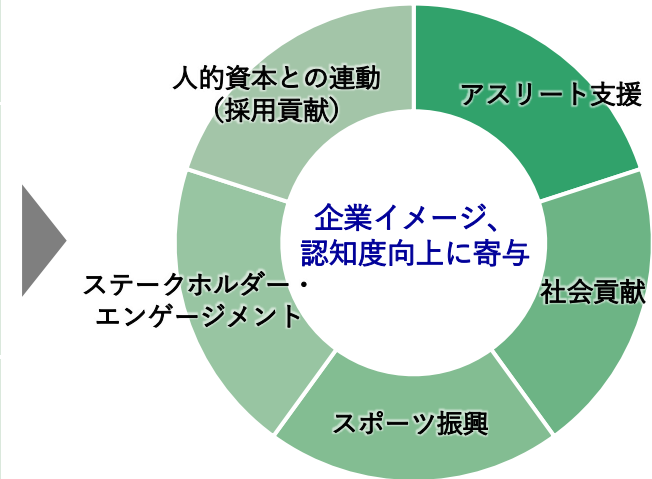 人的資本との連動
（採用貢献）
アスリート支援
企業イメージ、
認知度向上に寄与
ステークホルダー・
エンゲージメント
社会貢献
スポーツ振興